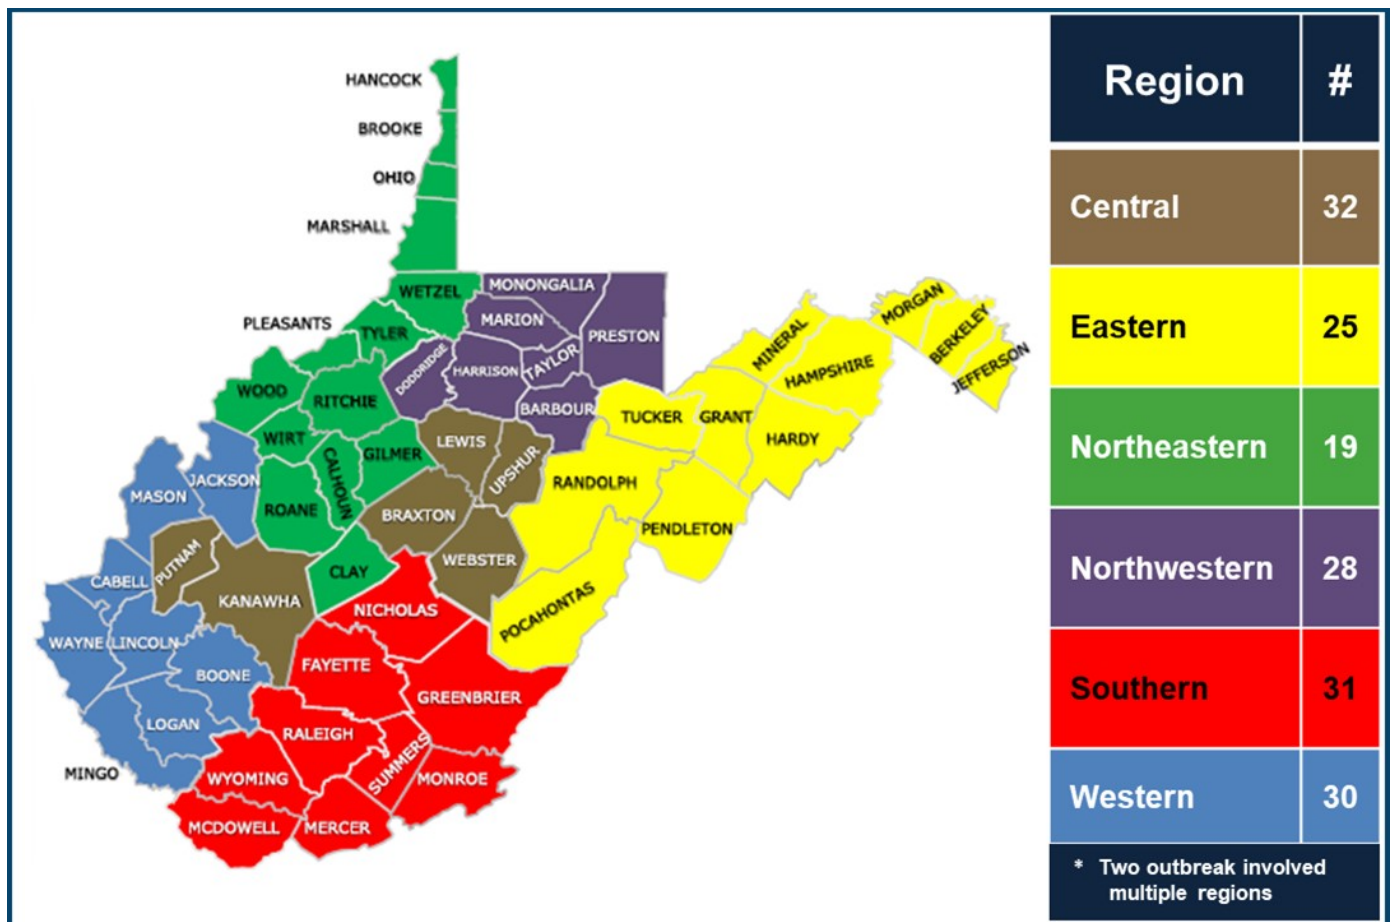 HANCOCK
BROOKE
OHIO
MARSHALL
WETZEL
MONONGALIA
PLEASANTS
TYLER
MARION
PRESTON
DODDRIDGE
HARRISON
TAYLOR
WOOD
RITCHIE
BARBOUR
MINERAL
HAMPSHIRE
MORGAN
BERKELEY
JEFFERSON
TUCKER
GRANT
HARDY
WIRT
GILMER
LEWIS
UPSHUR
CALHOUN
RANDOLPH
JACKSON
MASON
ROANE
BRAXTON
PENDLETON
PUTNAM
CABELL
CLAY
WEBSTER
KANAWHA
NICHOLAS
POCAHONTAS
WAYNE
LINCOLN
BOONE
FAYETTE
GREENBRIER
LOGAN
RALEIGH
SUMMERS
MINGO
WYOMING
MONROE
MCDOWELL
MERCER
Region #
Central 32
Eastern 25
Northeastern 19
Northwestern 28
Southern 31
Western 30
* Two outbreak involved
multiple regions